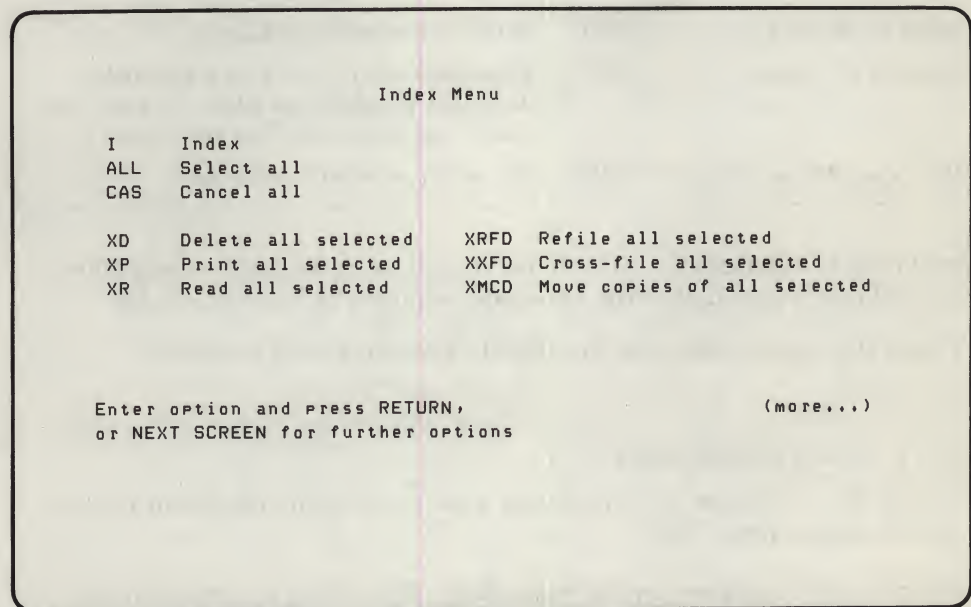 Index Menu
I Index
ALL Select all
CAS Cancel all
XD Delete all selected XRFD Refile all selected
XP Print all selected XXFD Cross-file all selected
XR Read all selected XMCD Move copies of all selected
Enter option and press RETURN, (more...)
or NEXT SCREEN for further options